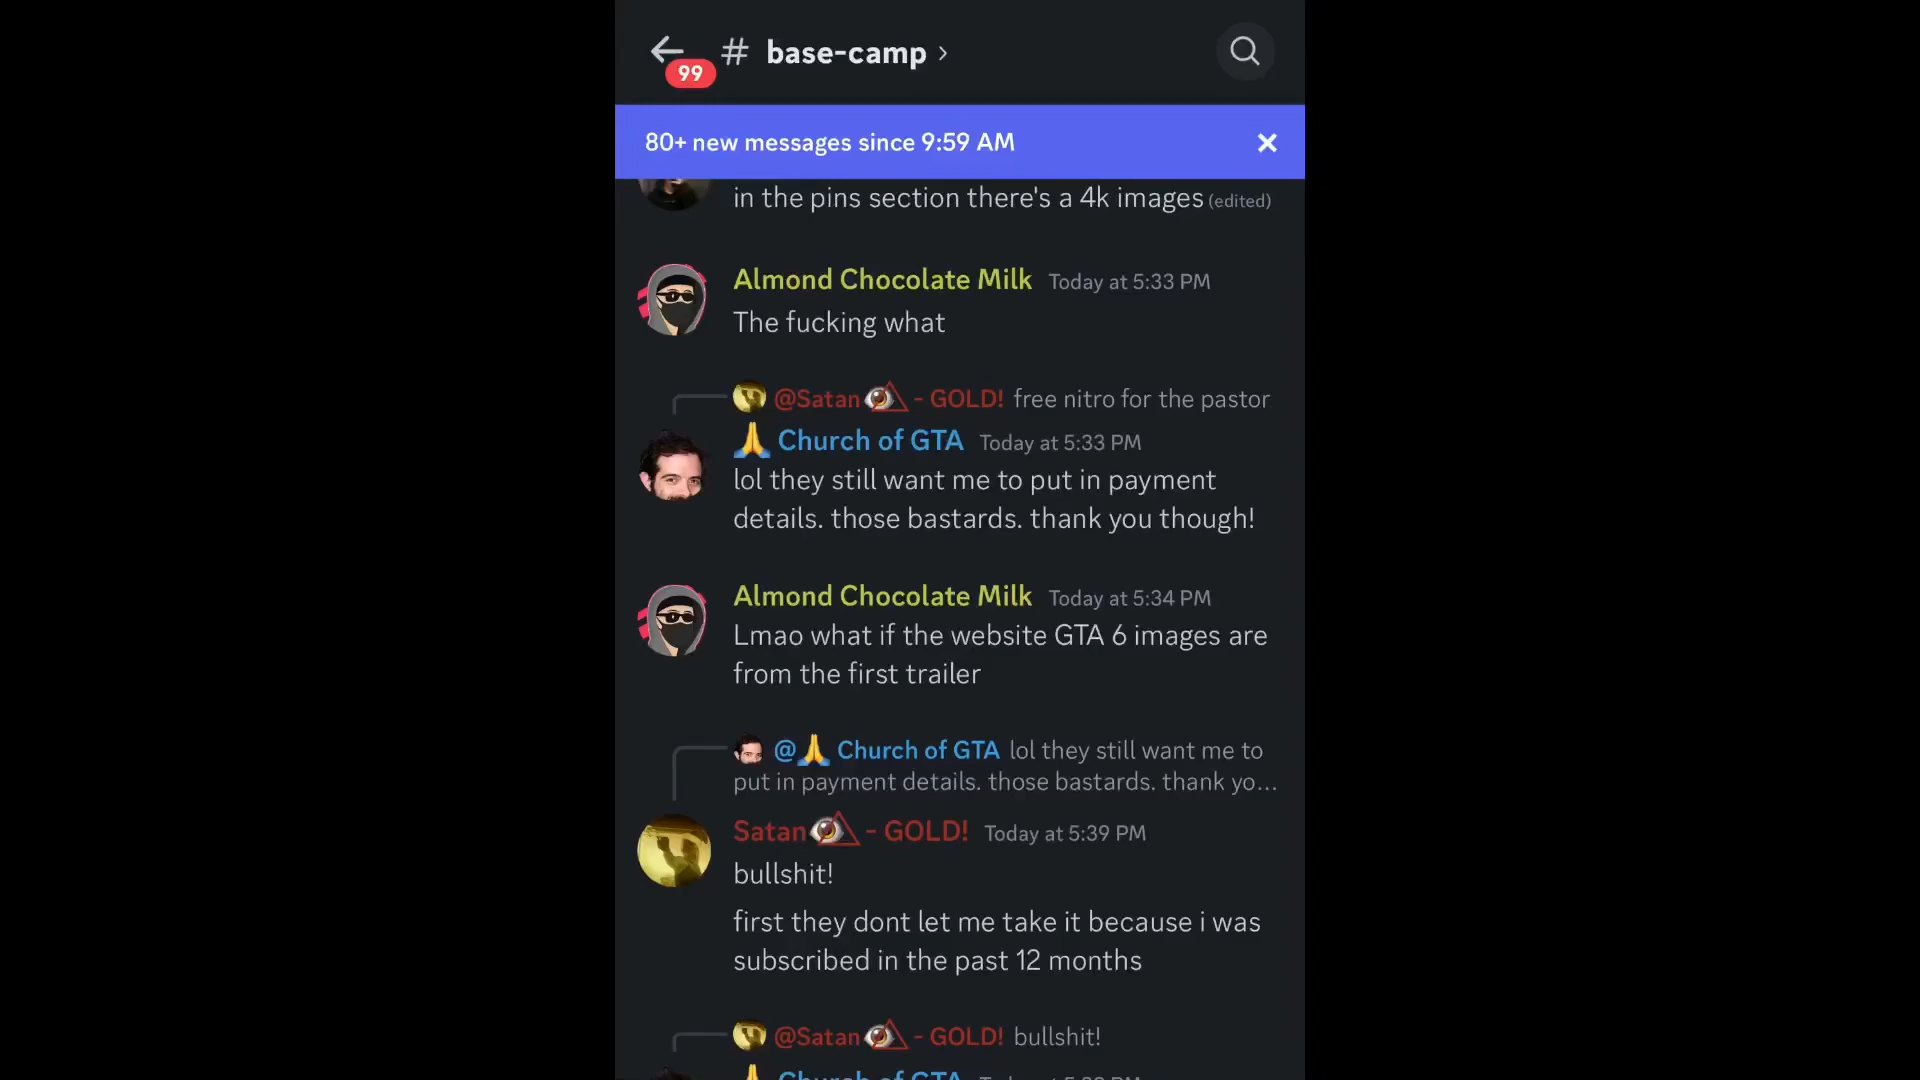 99
# base-camp ›
80+ new messages since 9:59 AM
in the pins section there's a 4k images (edited)
Almond Chocolate Milk Today at 5:33 PM
The fucking what
@Satan👁️△ - GOLD! free nitro for the pastor
🙏 Church of GTA Today at 5:33 PM
lol they still want me to put in payment
details. those bastards. thank you though!
Almond Chocolate Milk Today at 5:34 PM
Lmao what if the website GTA 6 images are
from the first trailer
@🙏 Church of GTA lol they still want me to
put in payment details. those bastards. thank yo...
Satan👁️△ - GOLD! Today at 5:39 PM
bullshit!
first they dont let me take it because i was
subscribed in the past 12 months
@Satan👁️△ - GOLD! bullshit!
Church of GTA